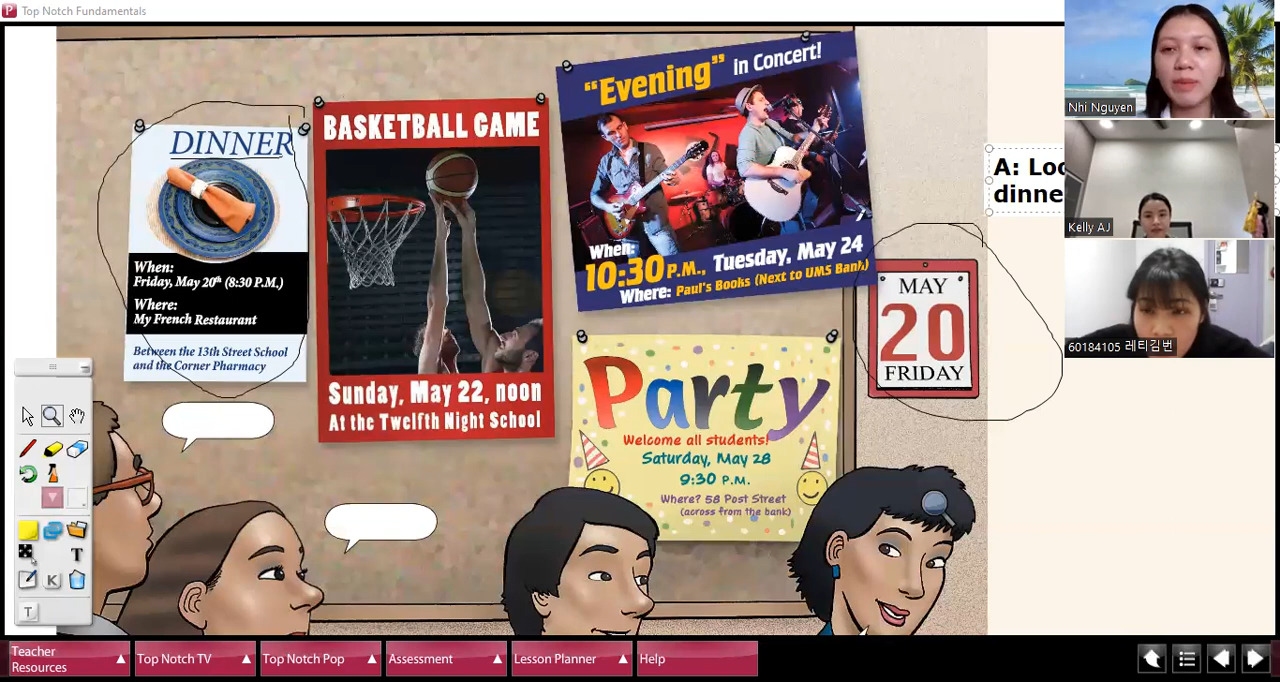 Top Notch Fundamentals
DINNER
When:
Friday, May 20th (8:30 P.M.)
Where:
My French Restaurant
Between the 13th Street School
and the Corner Pharmacy
BASKETBALL GAME
Sunday, May 22, noon
At the Twelfth Night School
"Evening" in Concert!
When:
10:30 P.M., Tuesday, May 24
Where: Paul's Books (Next to UMS Bank)
Party
Welcome all students!
Saturday, May 28
9:30 P.M.
Where? 58 Post Street
(across from the bank)
MAY
20
FRIDAY
A: Loo
dinne
Nhi Nguyen
Kelly AJ
60184105 레티김번
T
K
T
Teacher
Resources
Top Notch TV
Top Notch Pop
Assessment
Lesson Planner
Help